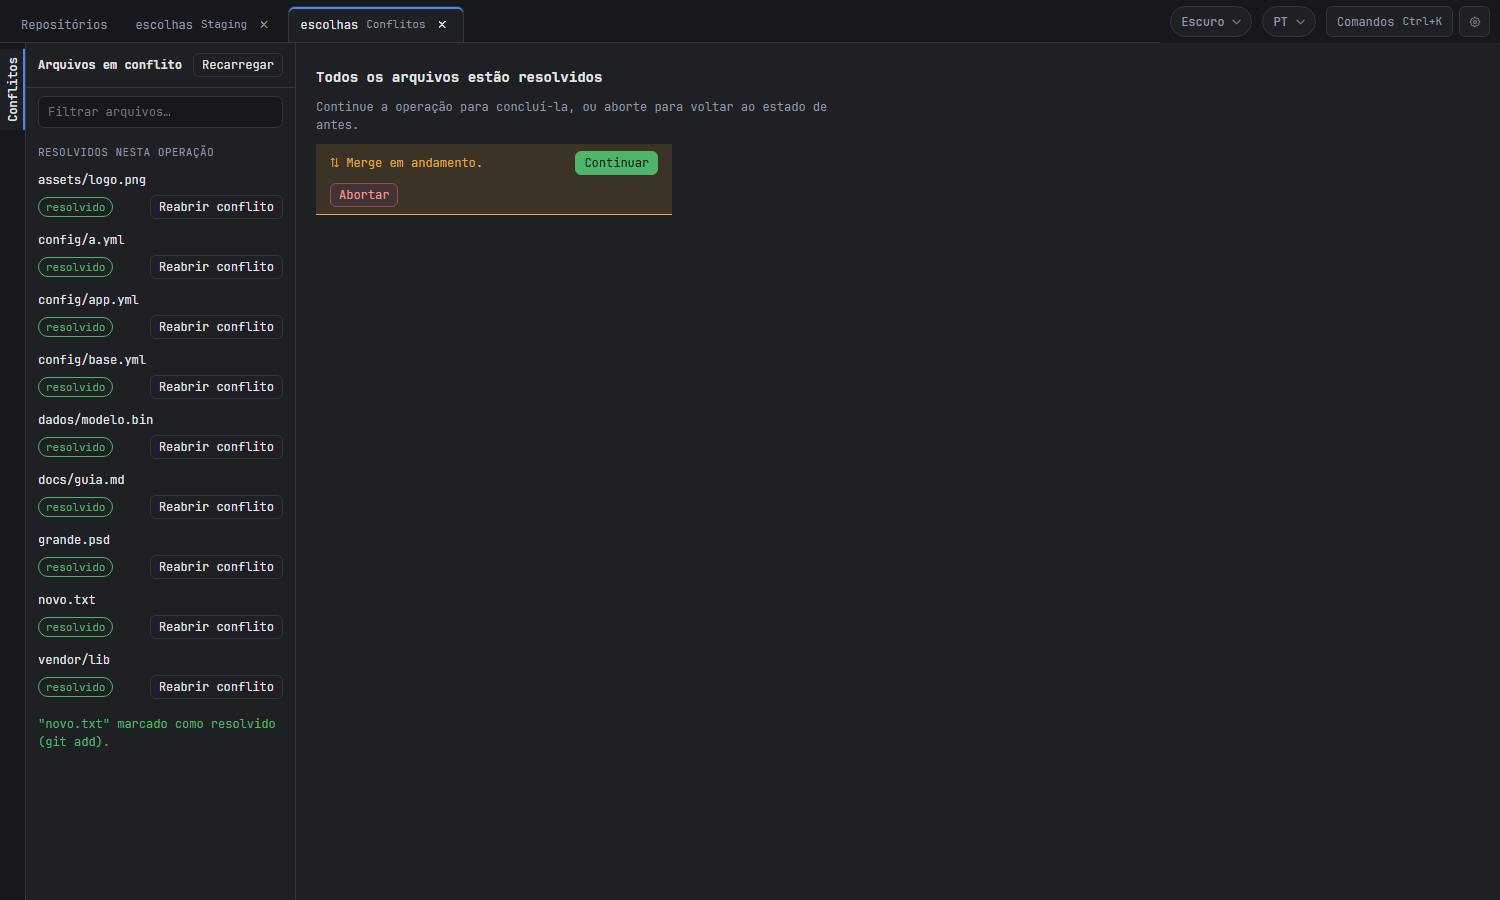 Repositórios
escolhas Staging ×
escolhas Conflitos ×
Escuro
PT
Comandos Ctrl+K
Conflitos
Arquivos em conflito
Recarregar
Filtrar arquivos…
RESOLVIDOS NESTA OPERAÇÃO
assets/logo.png
resolvido Reabrir conflito
config/a.yml
resolvido Reabrir conflito
config/app.yml
resolvido Reabrir conflito
config/base.yml
resolvido Reabrir conflito
dados/modelo.bin
resolvido Reabrir conflito
docs/guia.md
resolvido Reabrir conflito
grande.psd
resolvido Reabrir conflito
novo.txt
resolvido Reabrir conflito
vendor/lib
resolvido Reabrir conflito
"novo.txt" marcado como resolvido
(git add).
Todos os arquivos estão resolvidos
Continue a operação para concluí-la, ou aborte para voltar ao estado de
antes.
⇅ Merge em andamento.
Continuar
Abortar